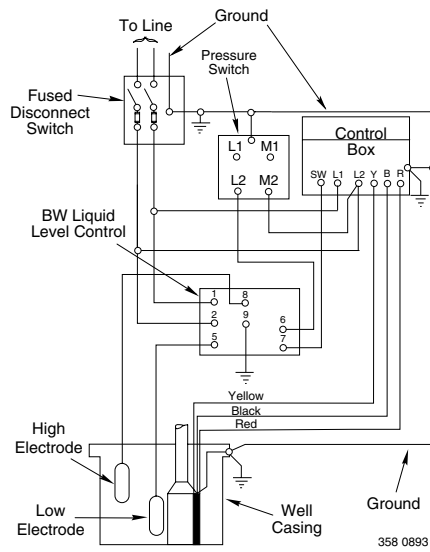 To Line
Ground
Pressure
Switch
Fused
Disconnect
Switch
L1 M1
L2 M2
Control
Box
SW L1 L2 Y B R
BW Liquid
Level Control
1 8
2 9 6
5 7
Yellow
Black
Red
High
Electrode
Low
Electrode
Well
Casing
Ground
358 0893